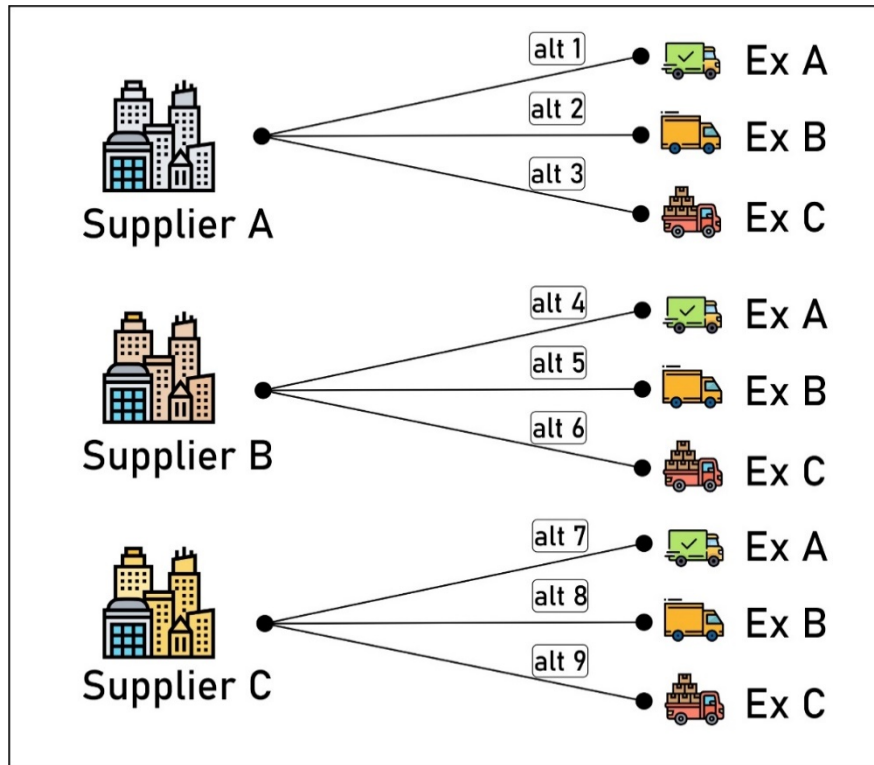 alt 1
Ex A
alt 2
Ex B
alt 3
Ex C
Supplier A
alt 4
Ex A
alt 5
Ex B
alt 6
Ex C
Supplier B
alt 7
Ex A
alt 8
Ex B
alt 9
Ex C
Supplier C